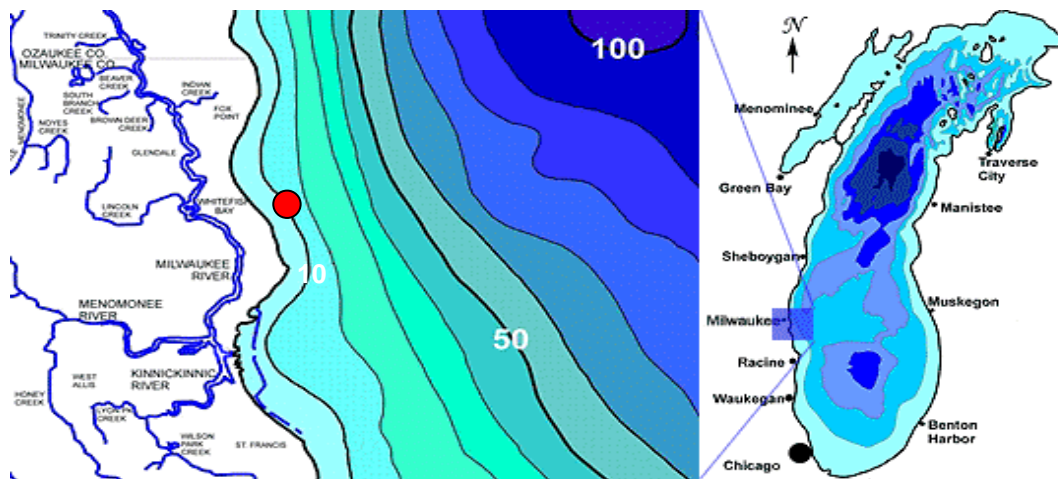 TRINITY CREEK
OZAUKEE CO.
MILWAUKEE CO.
BEAVER
CREEK
INDIAN
CREEK
SOUTH
BRANCH
CREEK
MENOMONEE
NOYES
CREEK
BROWN DEER
CREEK
FOX
POINT
GLENDALE
WHITEFISH
BAY
LINCOLN
CREEK
MILWAUKEE
RIVER
MENOMONEE
RIVER
WEST
ALLIS
KINNICKINNIC
RIVER
HONEY
CREEK
CREEK
WILSON
PARK
CREEK
ST. FRANCIS
10
50
100
N
Menominee
Green Bay
Traverse
City
Manistee
Sheboygan
Muskegon
Milwaukee
Racine
Waukegan
Benton
Harbor
Chicago